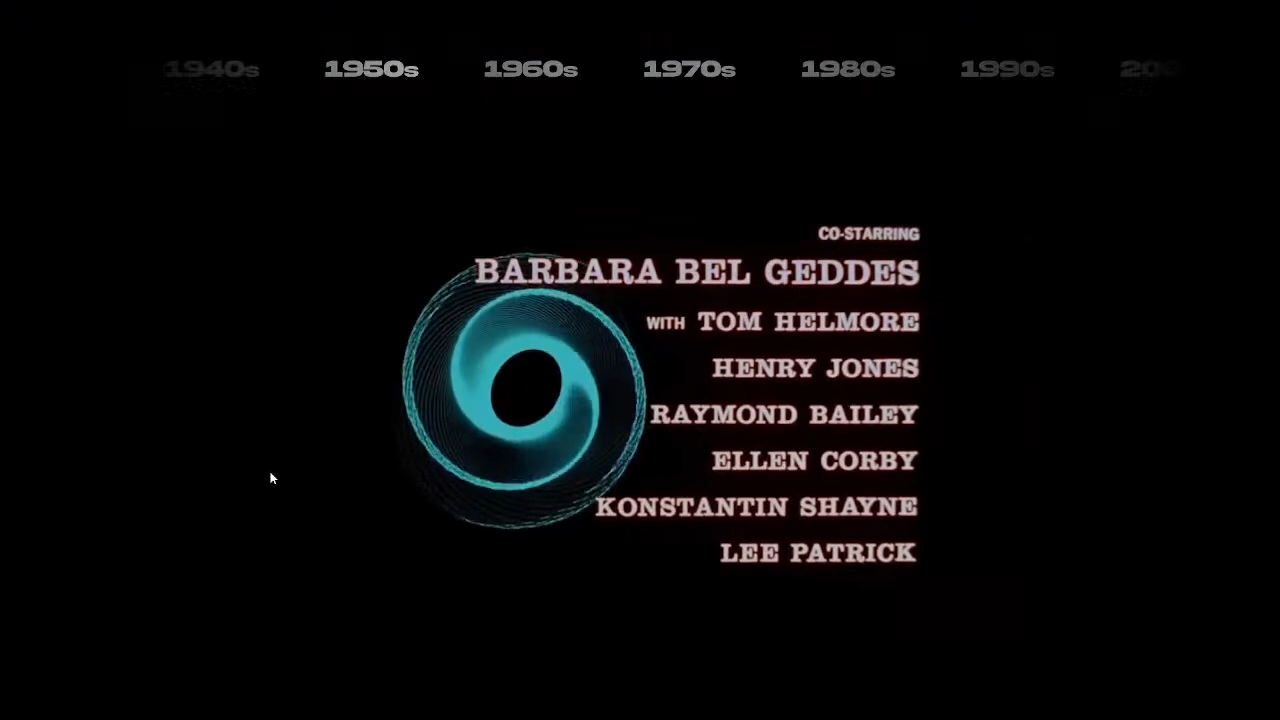 1940s 1950s 1960s 1970s 1980s 1990s
CO-STARRING
BARBARA BEL GEDDES
WITH TOM HELMORE
HENRY JONES
RAYMOND BAILEY
ELLEN CORBY
KONSTANTIN SHAYNE
LEE PATRICK